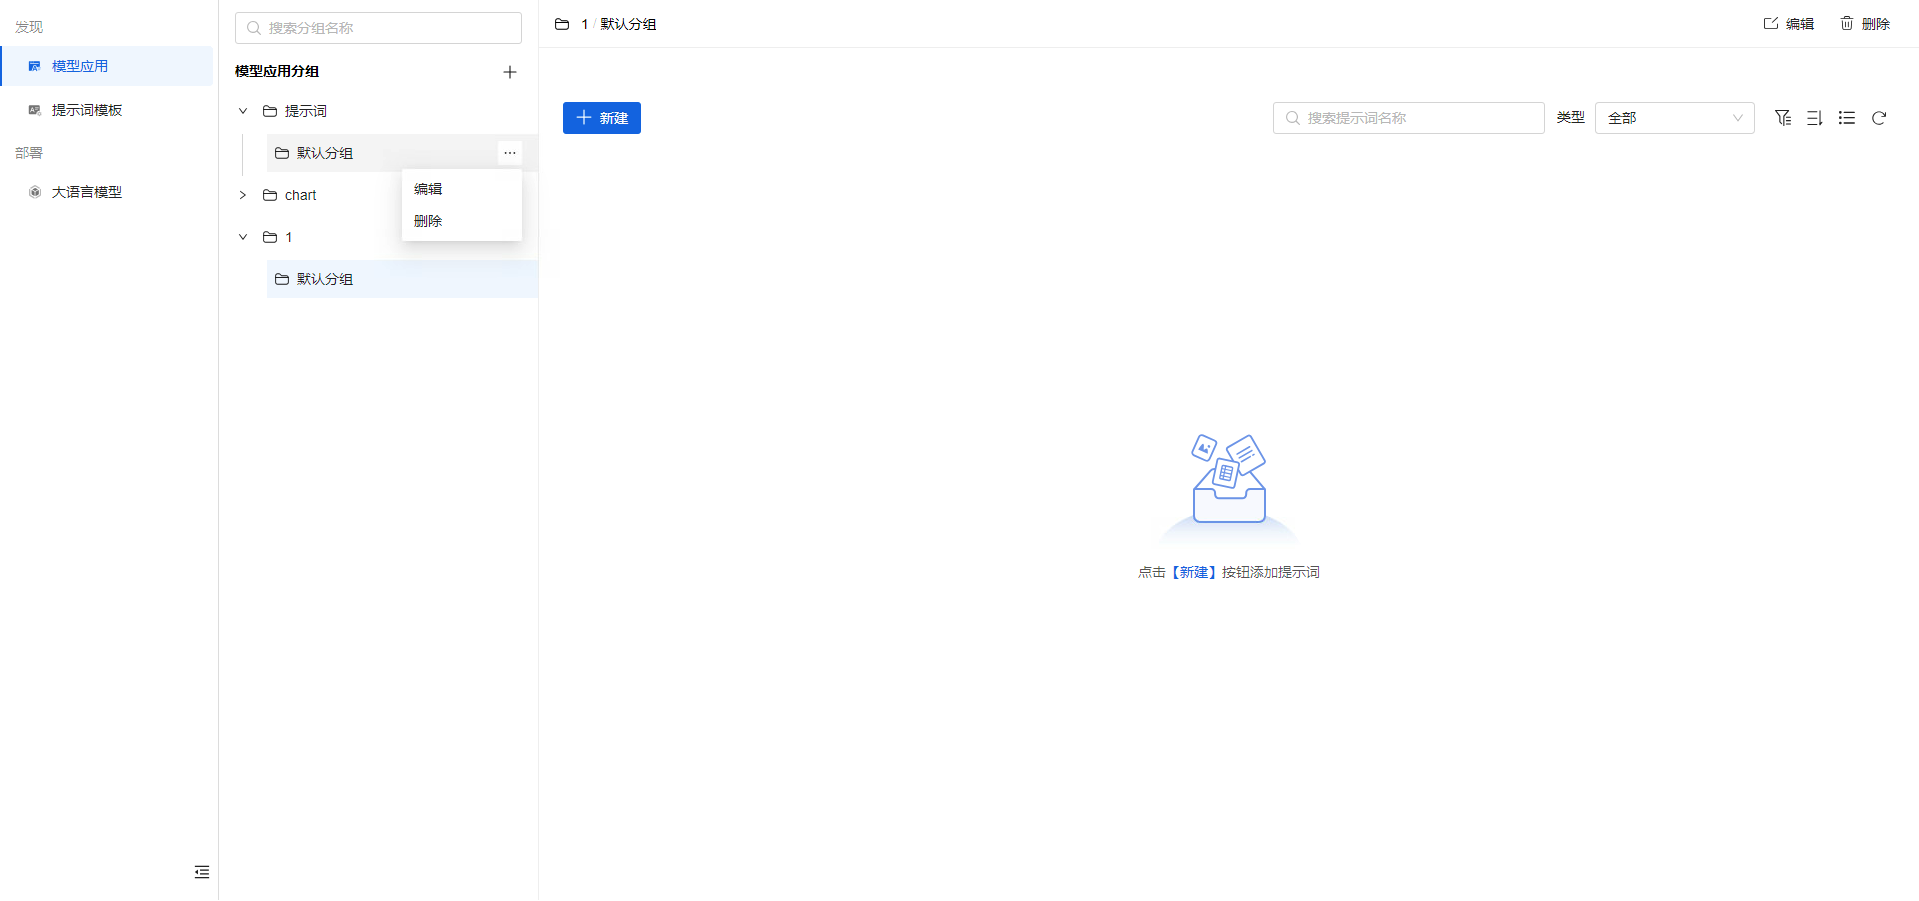 发现
模型应用
提示词模板
部署
大语言模型
搜索分组名称
模型应用分组
提示词
默认分组
编辑
删除
chart
1
默认分组
1 / 默认分组
编辑
删除
新建
搜索提示词名称
类型
全部
点击【新建】按钮添加提示词